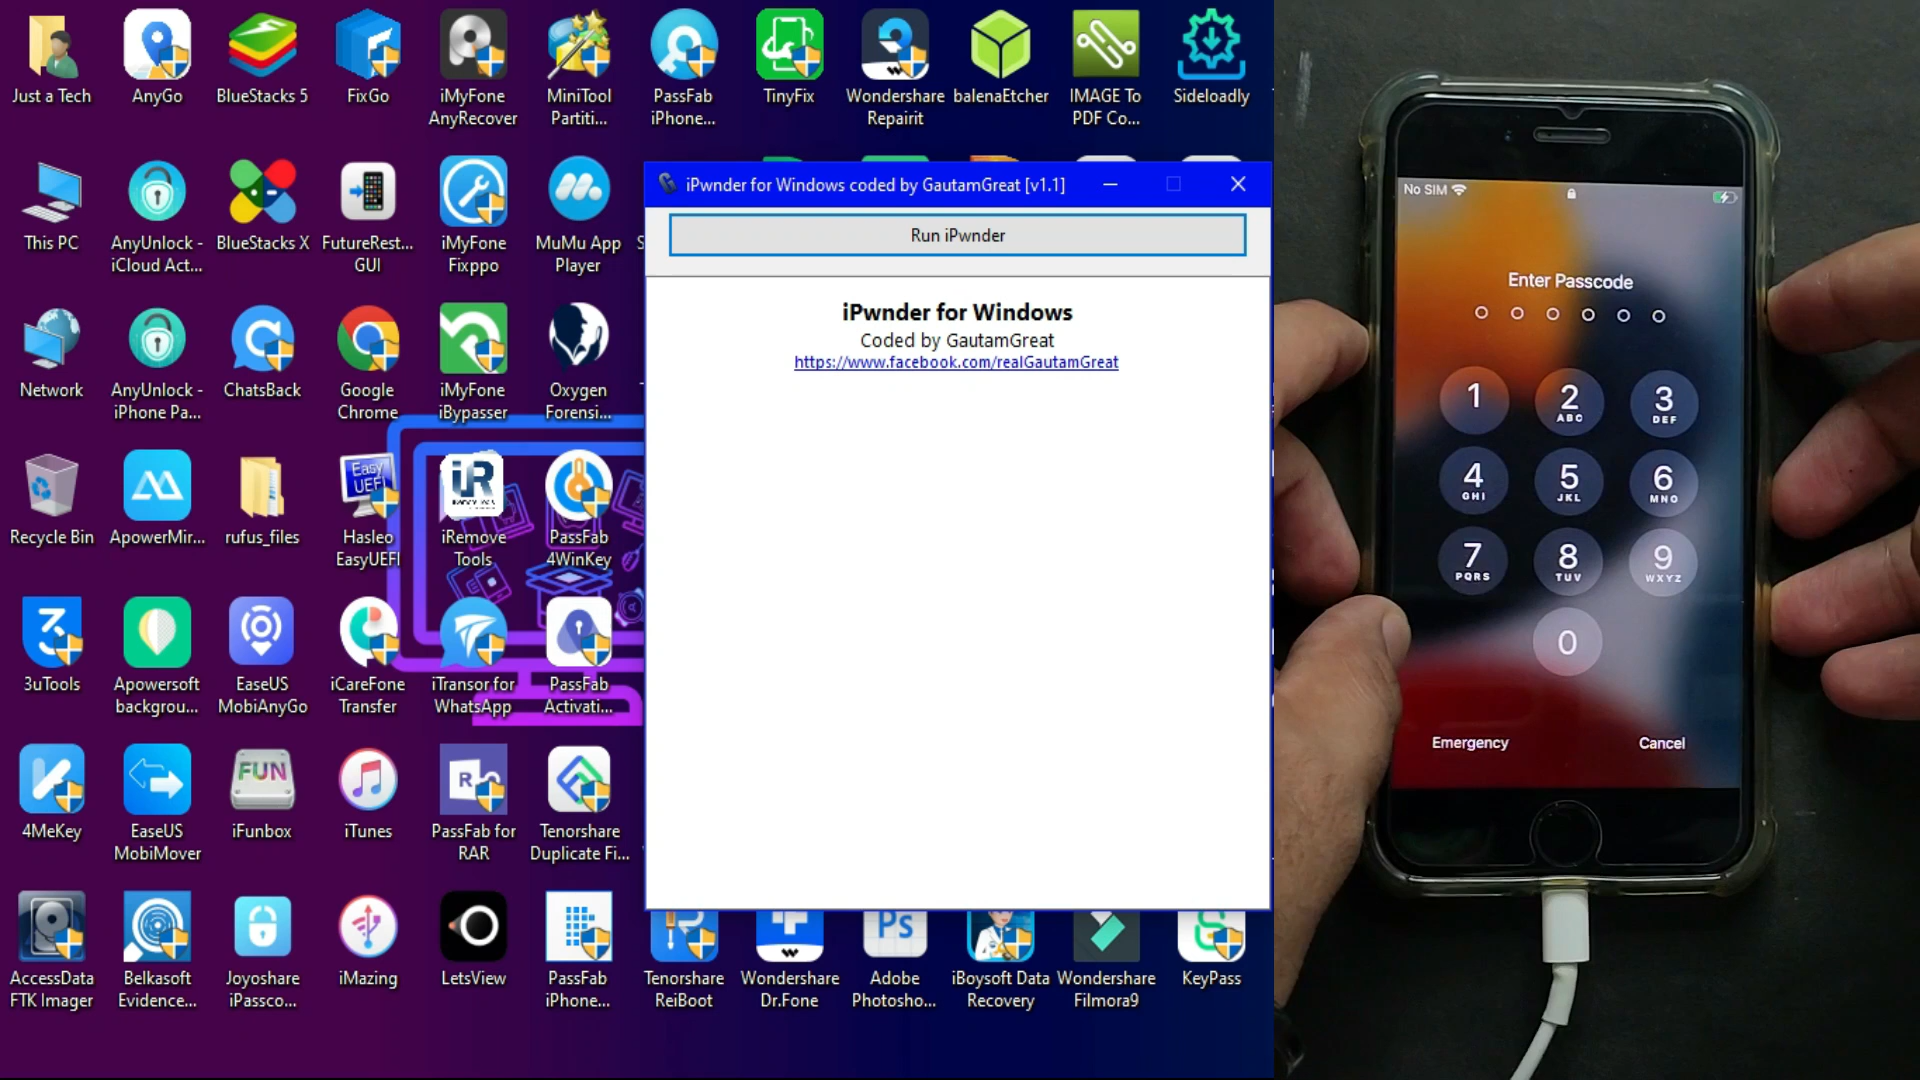 Just a Tech
AnyGo
BlueStacks 5
FixGo
iMyFone
AnyRecover
MiniTool
Partiti...
PassFab
iPhone...
TinyFix
Wondershare
Repairit
balenaEtcher
IMAGE To
PDF Co...
Sideloadly
This PC
AnyUnlock -
iCloud Act...
BlueStacks X
FutureRest...
GUI
iMyFone
Fixppo
MuMu App
Player
Network
AnyUnlock -
iPhone Pa...
ChatsBack
Google
Chrome
iMyFone
iBypasser
Oxygen
Forensi...
Recycle Bin
ApowerMir...
rufus_files
Easy
UEFI
Hasleo
EasyUEFI
iR
iRemove
Tools
PassFab
4WinKey
3uTools
Apowersoft
backgrou...
EaseUS
MobiAnyGo
iCareFone
Transfer
iTransor for
WhatsApp
PassFab
Activati...
4MeKey
EaseUS
MobiMover
FUN
iFunbox
iTunes
PassFab for
RAR
Tenorshare
Duplicate Fi...
AccessData
FTK Imager
Belkasoft
Evidence...
Joyoshare
iPassco...
iMazing
LetsView
PassFab
iPhone...
Tenorshare
ReiBoot
Wondershare
Dr.Fone
Ps
Adobe
Photosho...
iBoysoft Data
Recovery
Wondershare
Filmora9
KeyPass
iPwnder for Windows coded by GautamGreat [v1.1]
Run iPwnder
iPwnder for Windows
Coded by GautamGreat
https://www.facebook.com/realGautamGreat
No SIM
Enter Passcode
1
2
ABC
3
DEF
4
GHI
5
JKL
6
MNO
7
PQRS
8
TUV
9
WXYZ
0
Emergency
Cancel